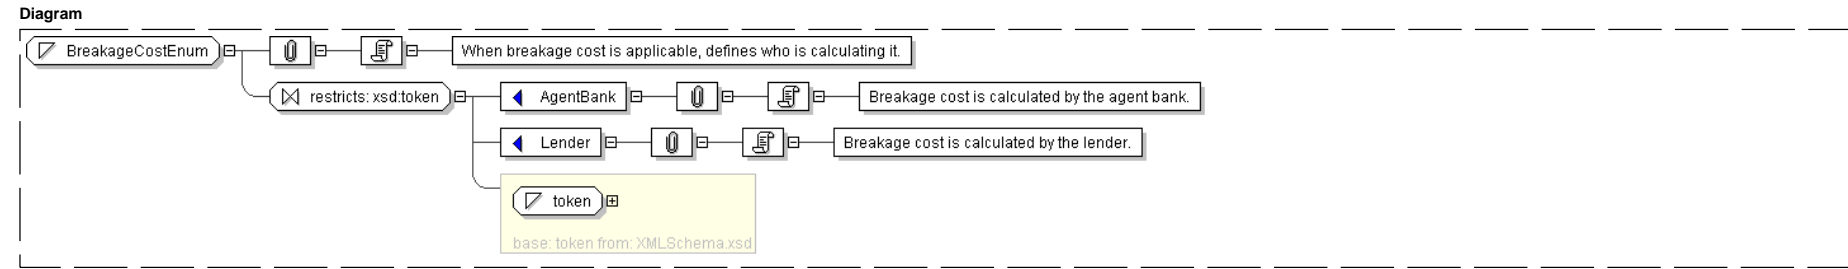 Diagram
BreakageCostEnum
When breakage cost is applicable, defines who is calculating it.
restricts: xsd:token
AgentBank
Breakage cost is calculated by the agent bank.
Lender
Breakage cost is calculated by the lender.
token
base: token from: XMLSchema.xsd